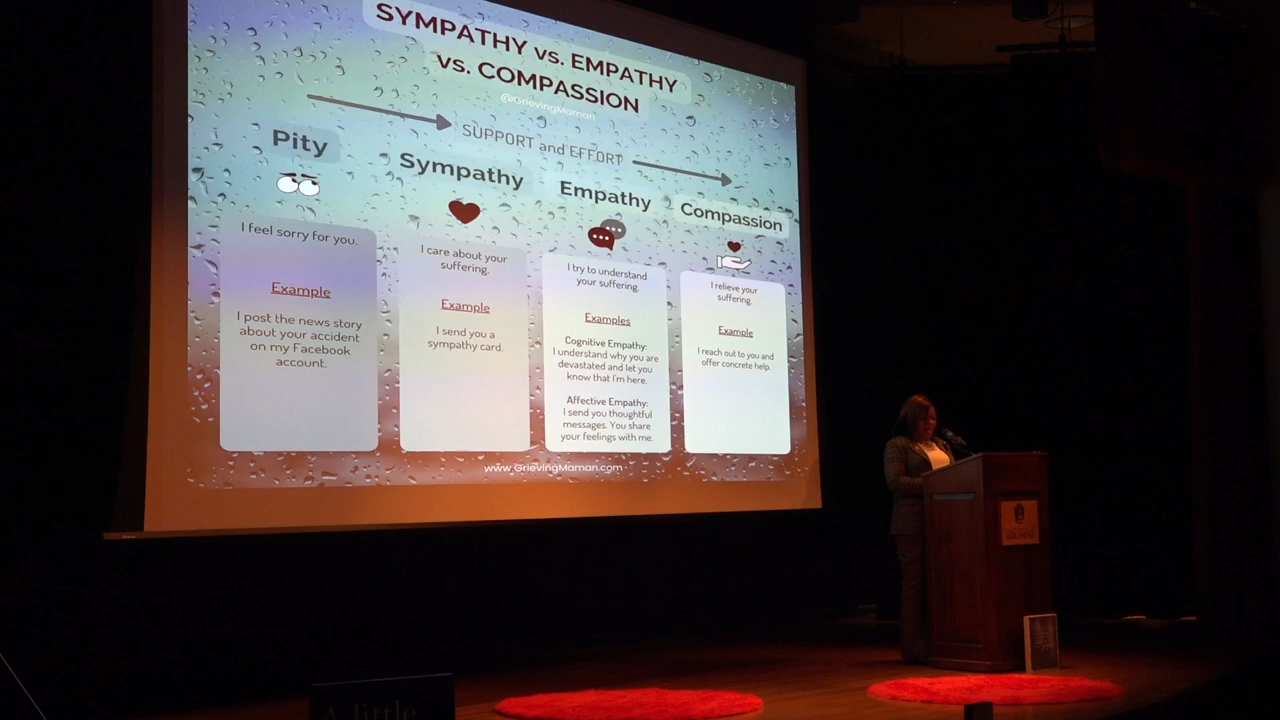 SYMPATHY vs. EMPATHY
vs. COMPASSION
@GrievingMaman
SUPPORT and EFFORT
Pity
I feel sorry for you.
Example
I post the news story
about your accident
on my Facebook
account.
Sympathy
I care about your
suffering.
Example
I send you a
sympathy card.
Empathy
I try to understand
your suffering.
Examples
Cognitive Empathy:
I understand why you are
devastated and let you
know that I'm here.
Affective Empathy:
I send you thoughtful
messages. You share
your feelings with me.
Compassion
I relieve your
suffering.
Example
I reach out to you and
offer concrete help.
www.GrievingMaman.com
ARKANSAS
A little